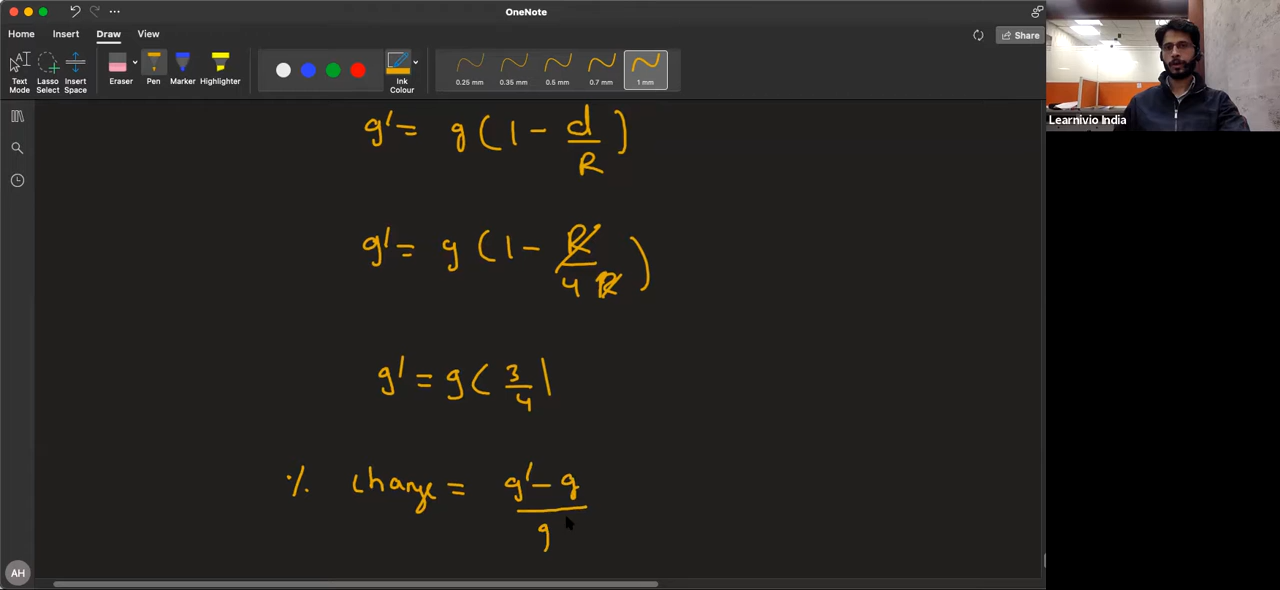 OneNote
Home Insert Draw View
Share
Text Mode
Lasso Select
Insert Space
Eraser
Pen
Marker
Highlighter
Ink Colour
0.25 mm
0.35 mm
0.5 mm
0.7 mm
1 mm
Learnivio India
g' = g (1 - d/R)
g' = g (1 - R/4R)
g' = g (3/4)
% change = g' - g / g
AH